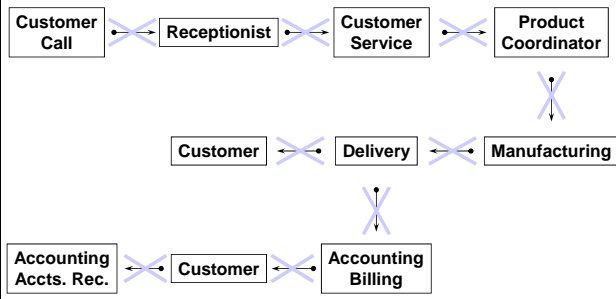 Customer
Call
Receptionist
Customer
Service
Product
Coordinator
Customer
Delivery
Manufacturing
Accounting
Accts. Rec.
Customer
Accounting
Billing